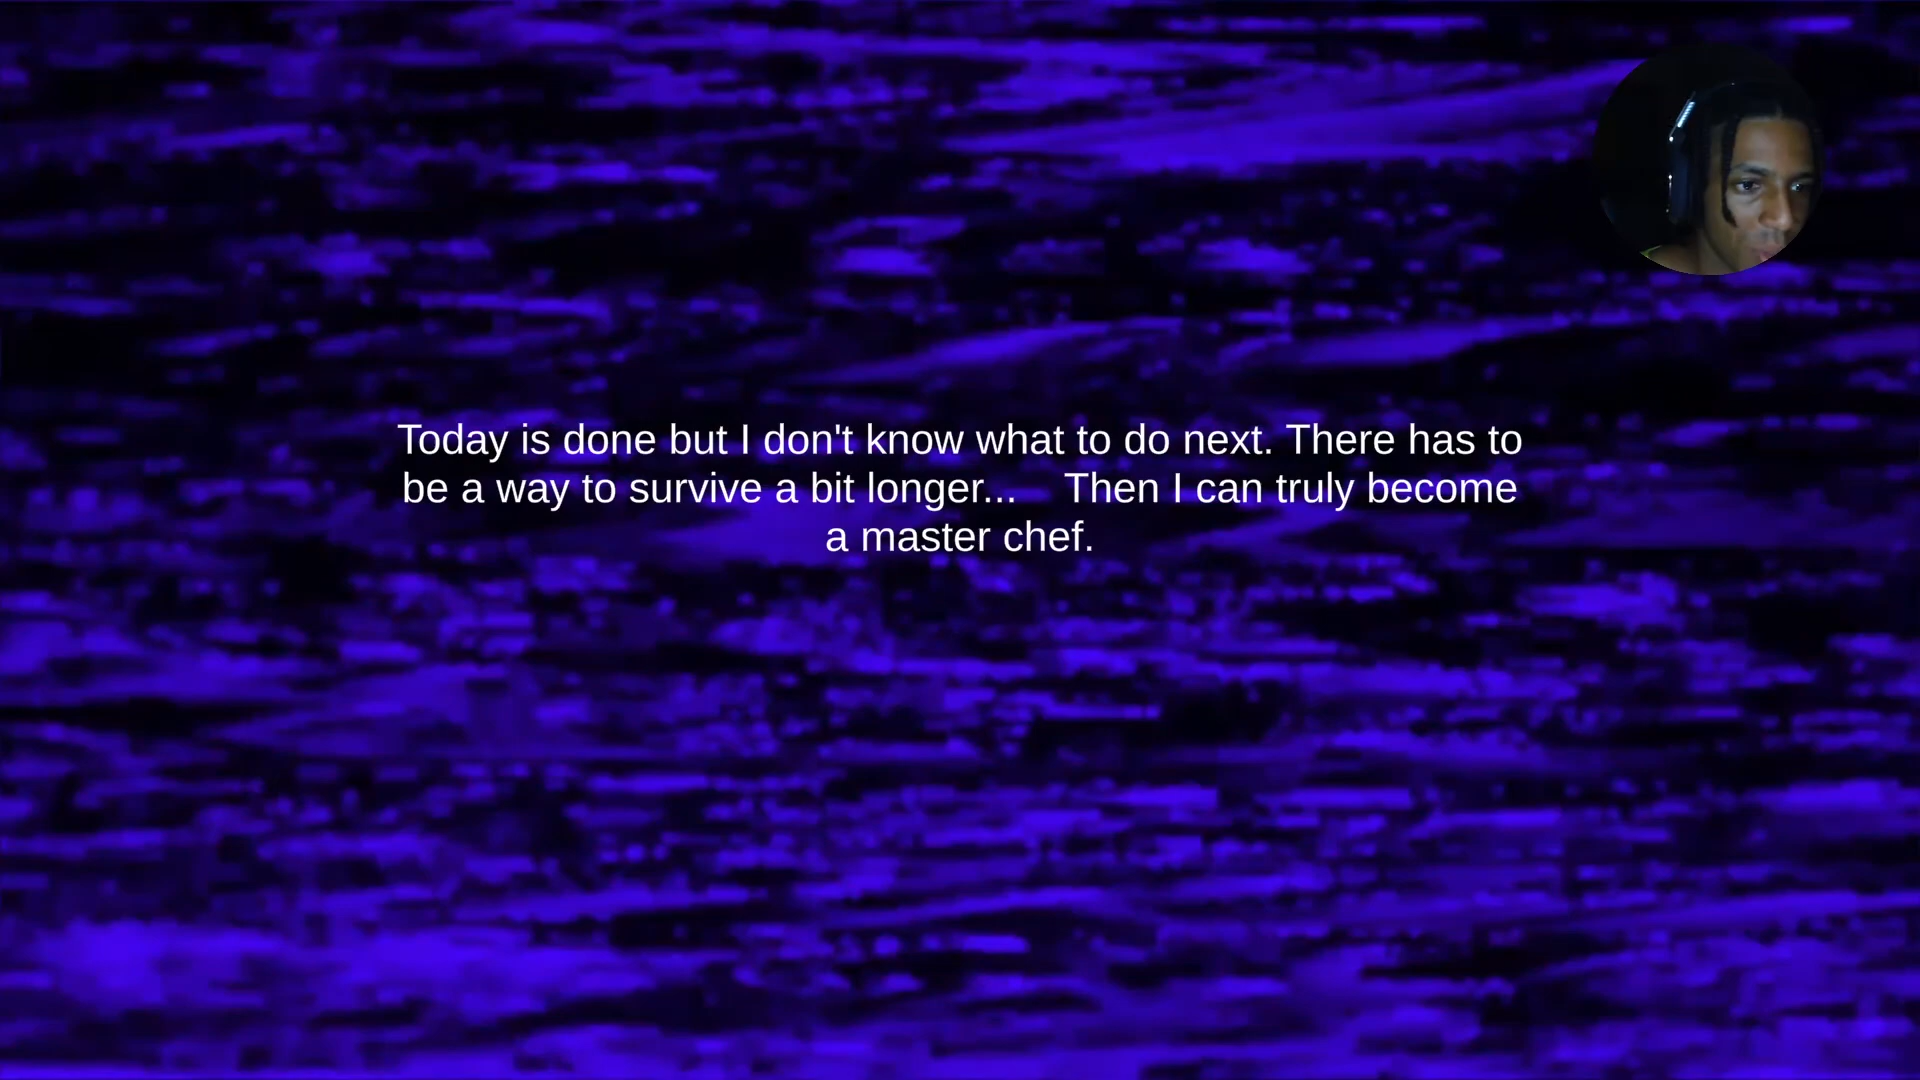 Today is done but I don't know what to do next. There has to
be a way to survive a bit longer...    Then I can truly become
a master chef.